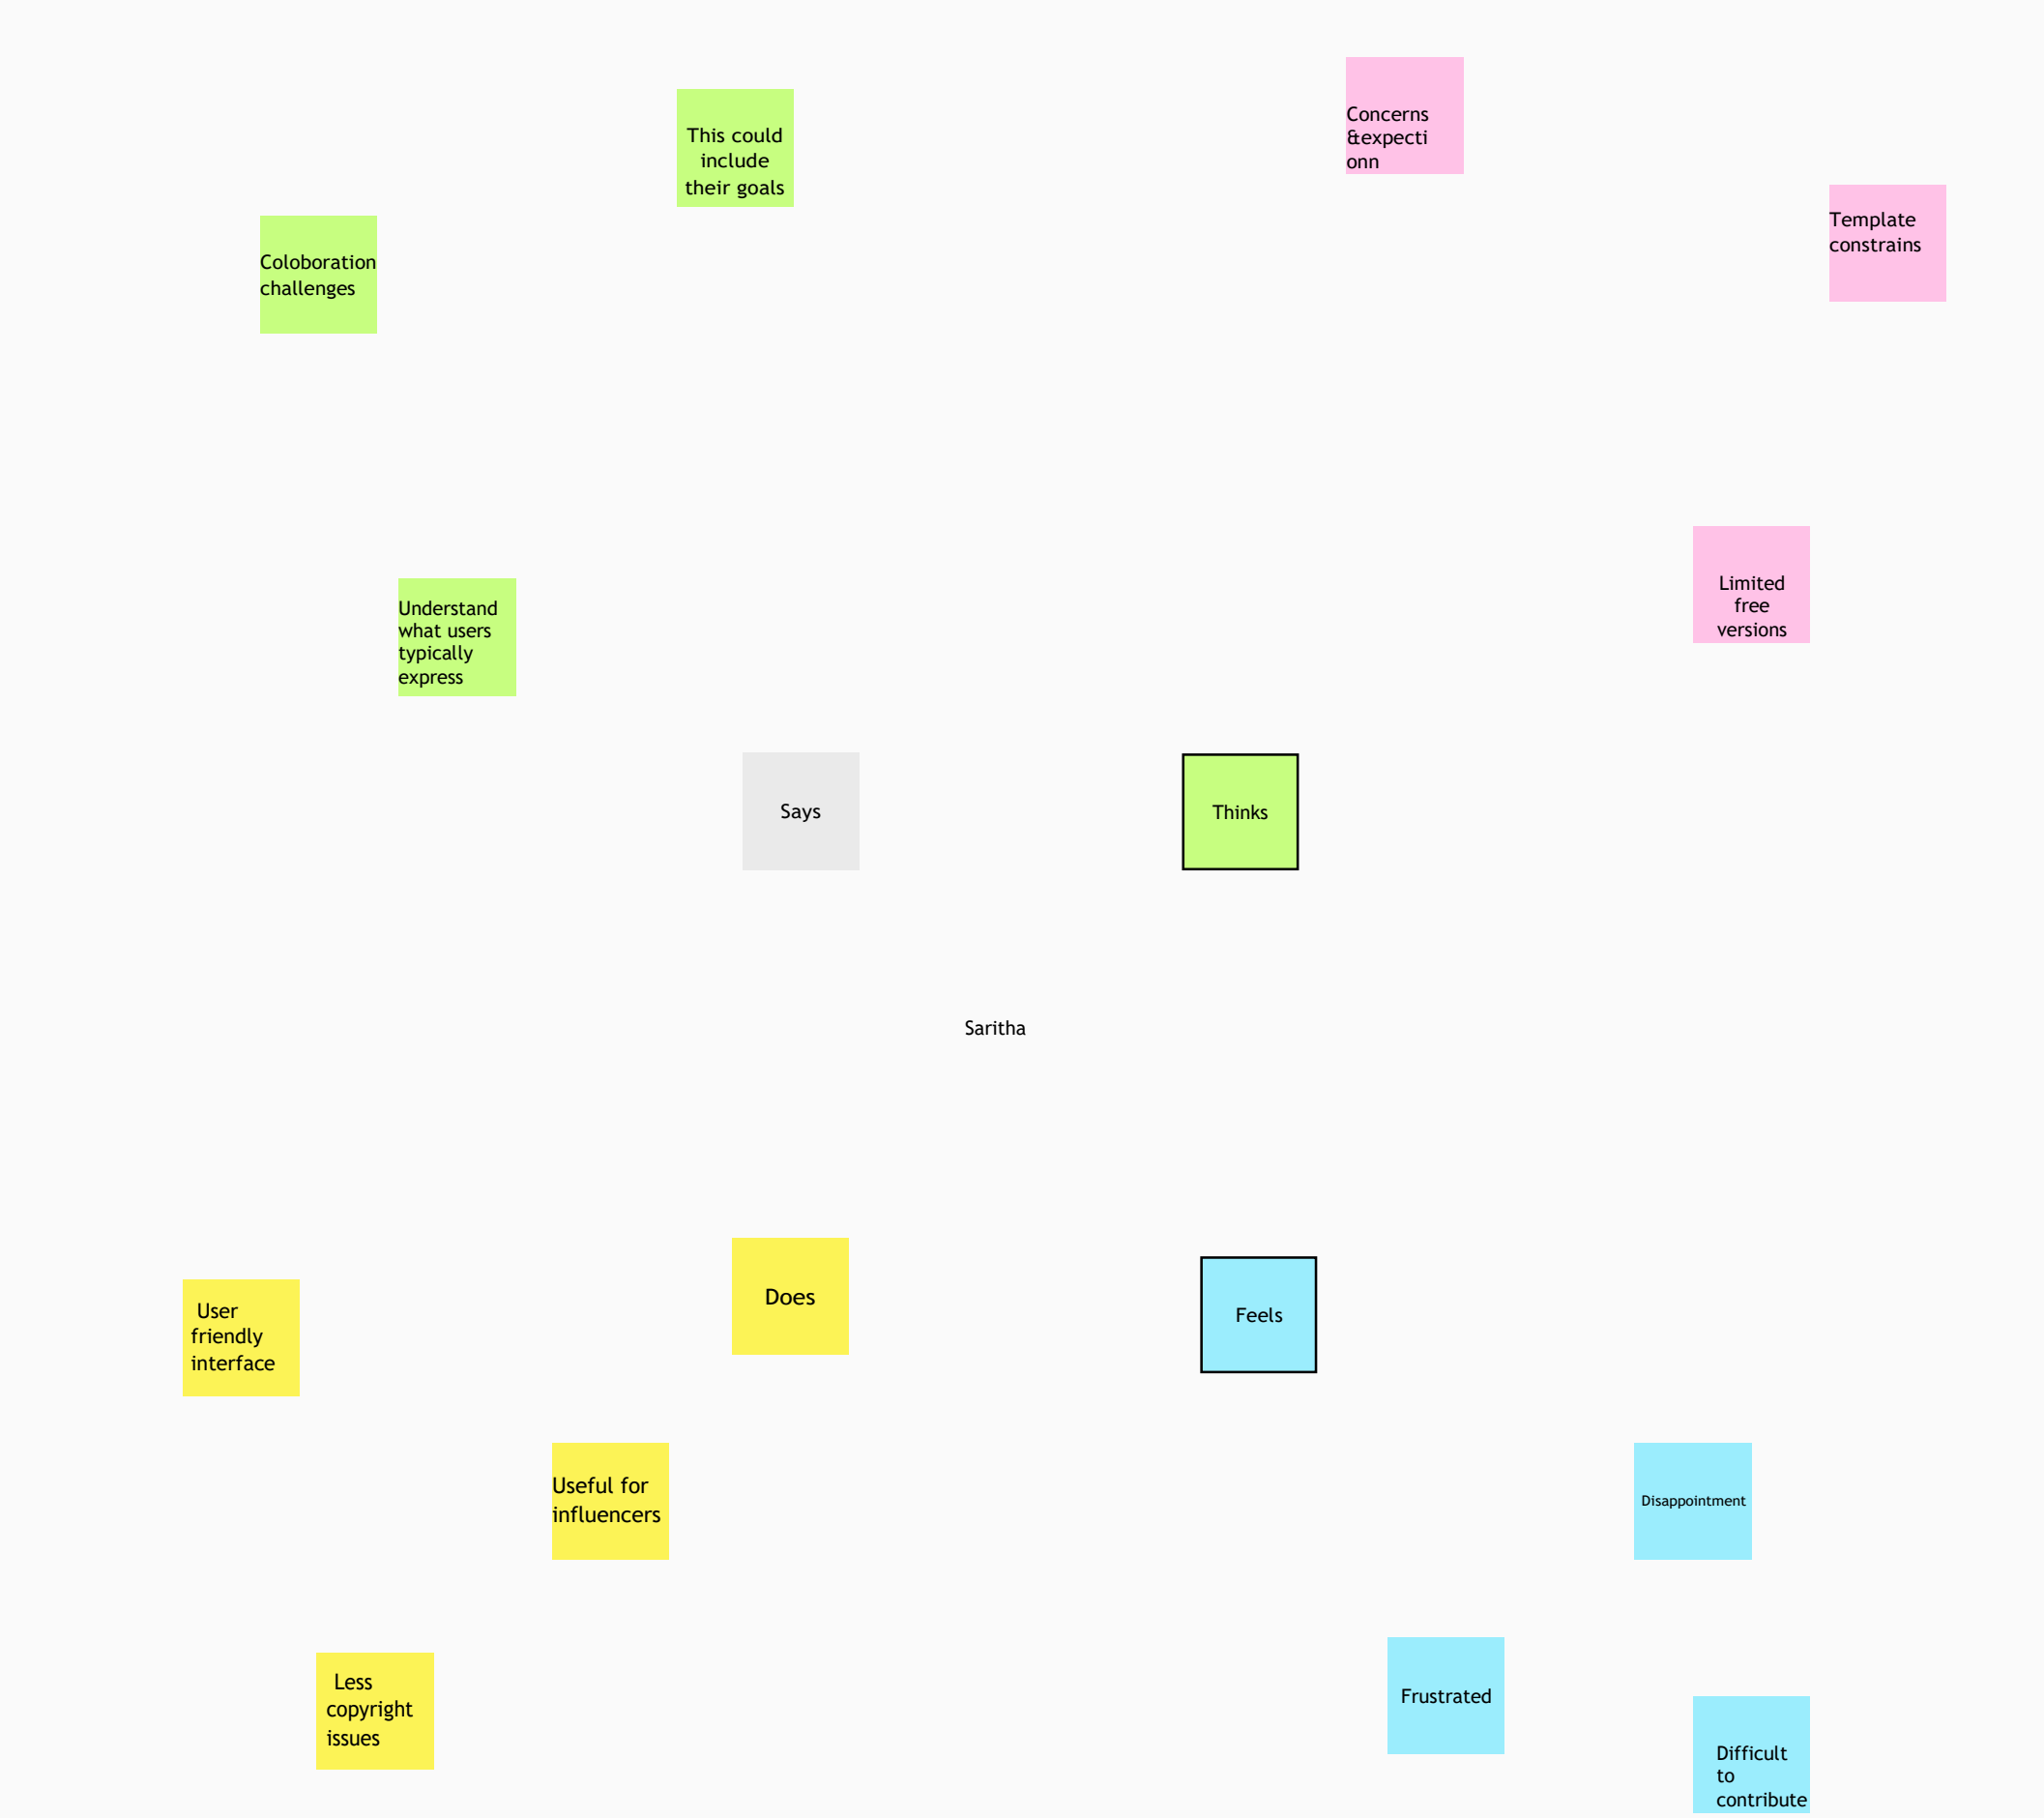 This could
include
their goals
Concerns
&expecti
onn
Template
constrains
Coloboration
challenges
Limited
free
versions
Understand
what users
typically
express
Says
Thinks
Saritha
Does
Feels
User
friendly
interface
Useful for
influencers
Disappointment
Less
copyright
issues
Frustrated
Difficult
to
contribute